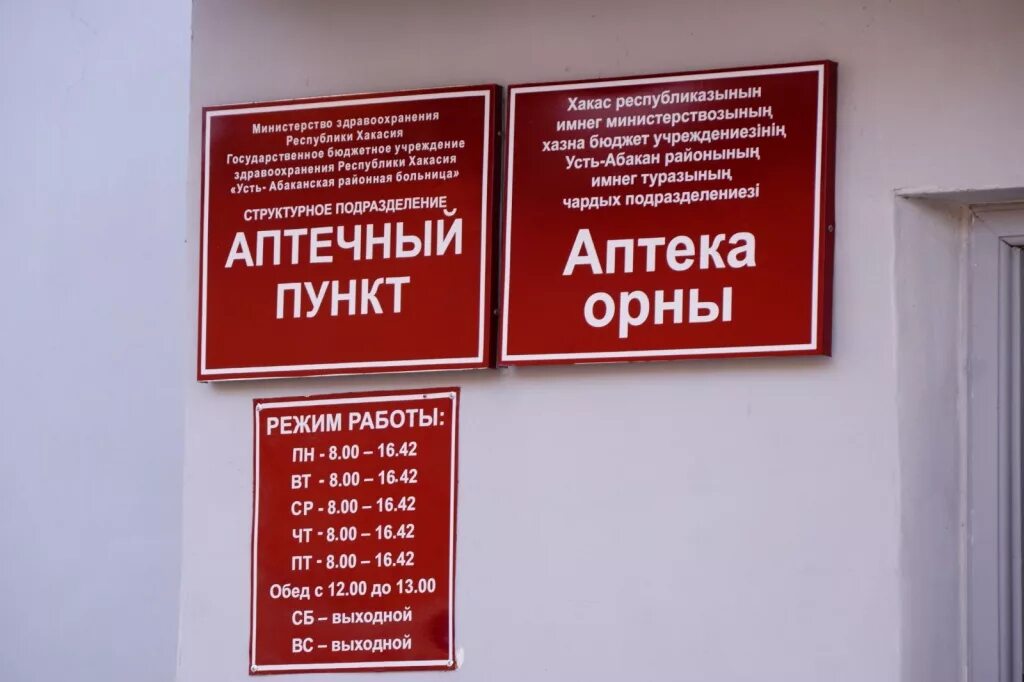 Министерство здравоохранения
Республики Хакасия
Государственное бюджетное учреждение
здравоохранения Республики Хакасия
«Усть- Абаканская районная больница»
СТРУКТУРНОЕ ПОДРАЗДЕЛЕНИЕ
АПТЕЧНЫЙ
ПУНКТ
Хакас республиказынын
имнег министерствозының
хазна бюджет учреждениезінің
Усть-Абакан районының
имнег туразының
чардых подразделениезі
Аптека
орны
РЕЖИМ РАБОТЫ:
ПН - 8.00 – 16.42
ВТ - 8.00 – 16.42
СР - 8.00 – 16.42
ЧТ - 8.00 – 16.42
ПТ - 8.00 – 16.42
Обед с 12.00 до 13.00
СБ – выходной
ВС – выходной